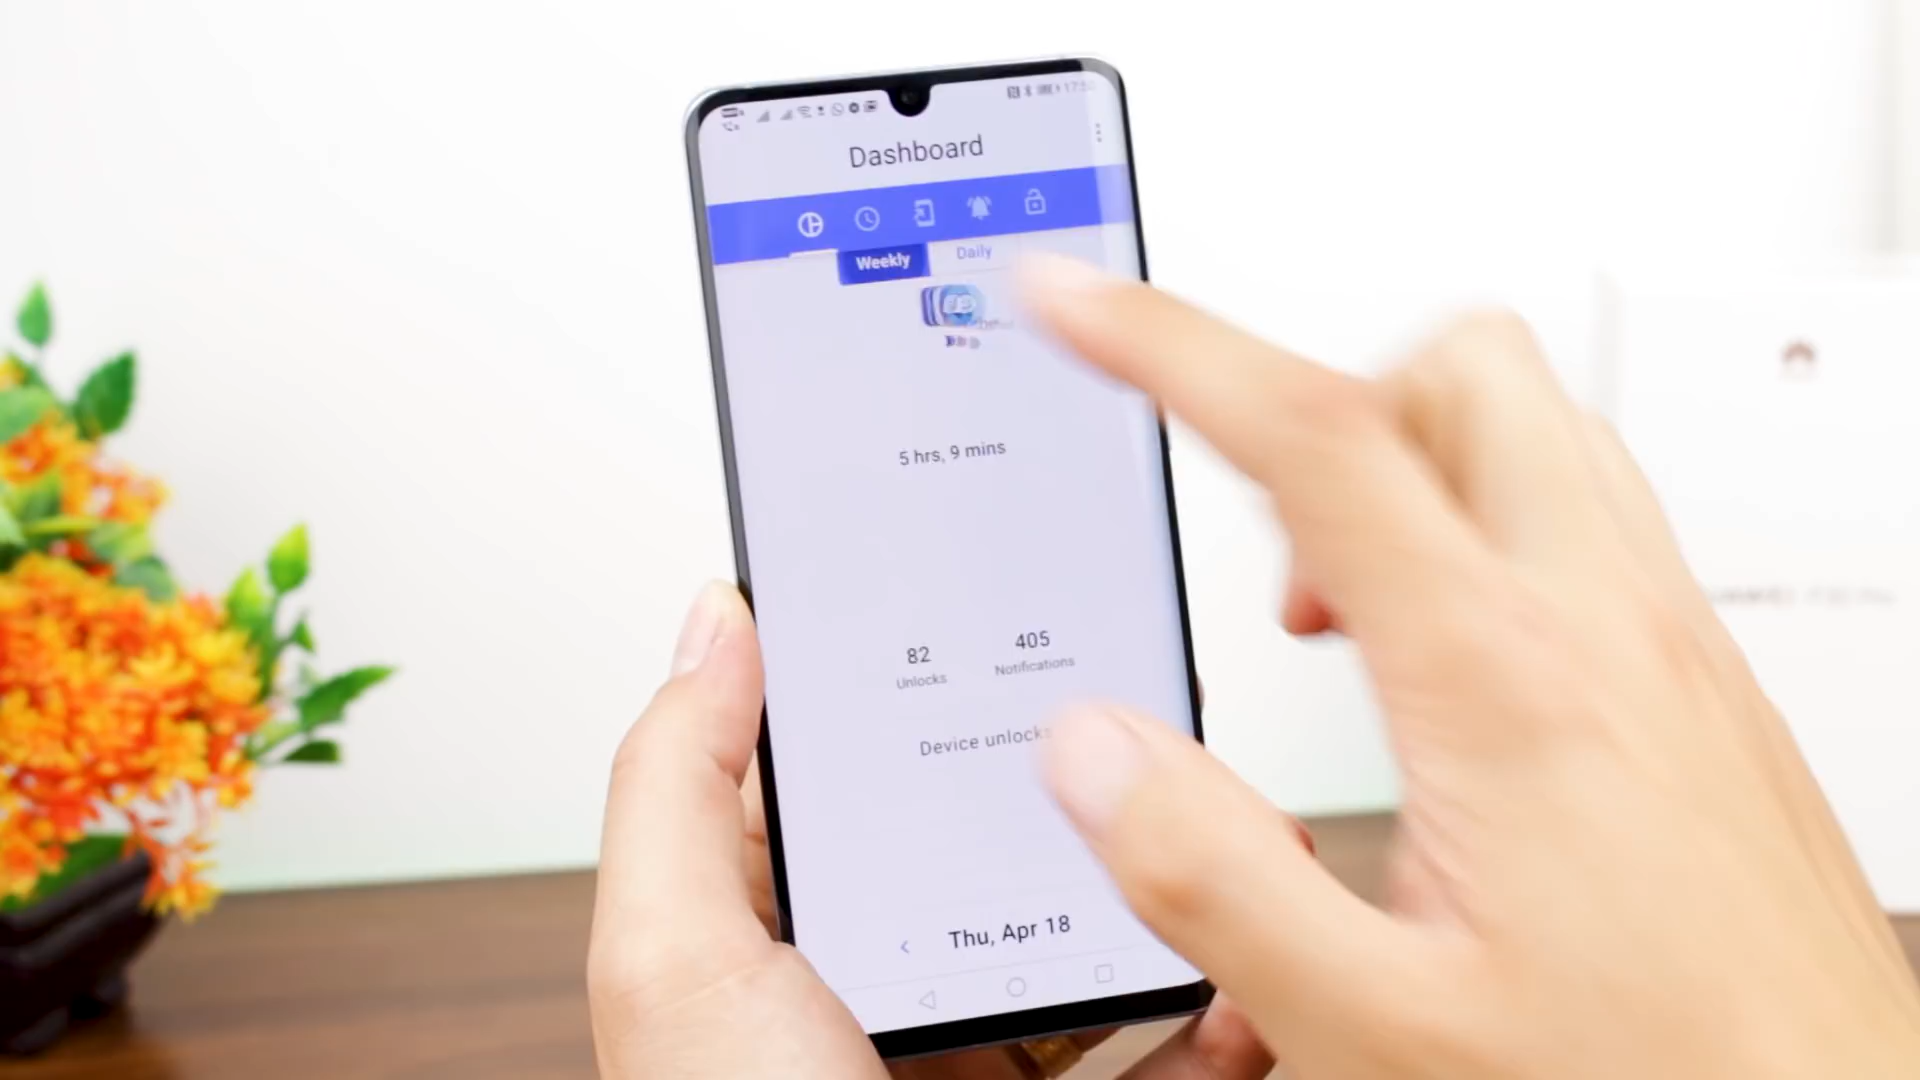 Dashboard
Weekly
Daily
5 hrs, 9 mins
82
Unlocks
405
Notifications
Device unlocks
Thu, Apr 18